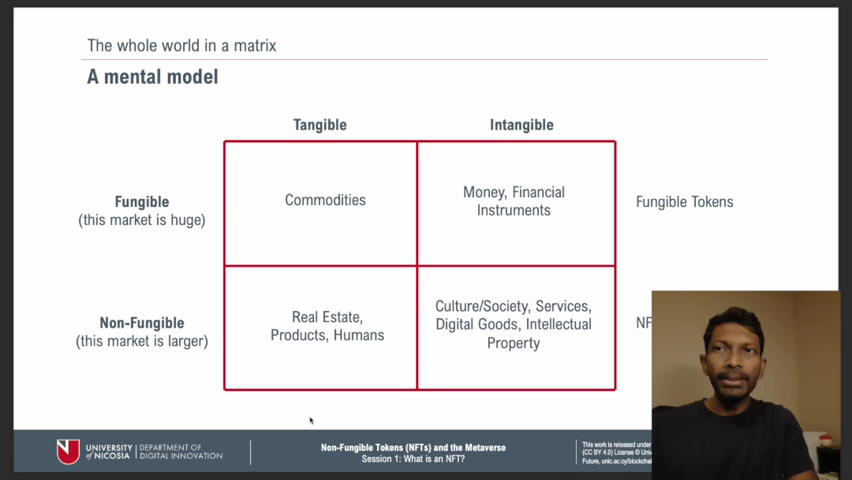 The whole world in a matrix
A mental model
Tangible
Intangible
Fungible
(this market is huge)
Commodities
Money, Financial
Instruments
Fungible Tokens
Non-Fungible
(this market is larger)
Real Estate,
Products, Humans
Culture/Society, Services,
Digital Goods, Intellectual
Property
UNIVERSITY
of NICOSIA
DEPARTMENT OF
DIGITAL INNOVATION
Non-Fungible Tokens (NFTs) and the Metaverse
Session 1: What is an NFT?
This work is released under
(CC BY 4.0) License ©
Future, unic.ac.cy/blockchai